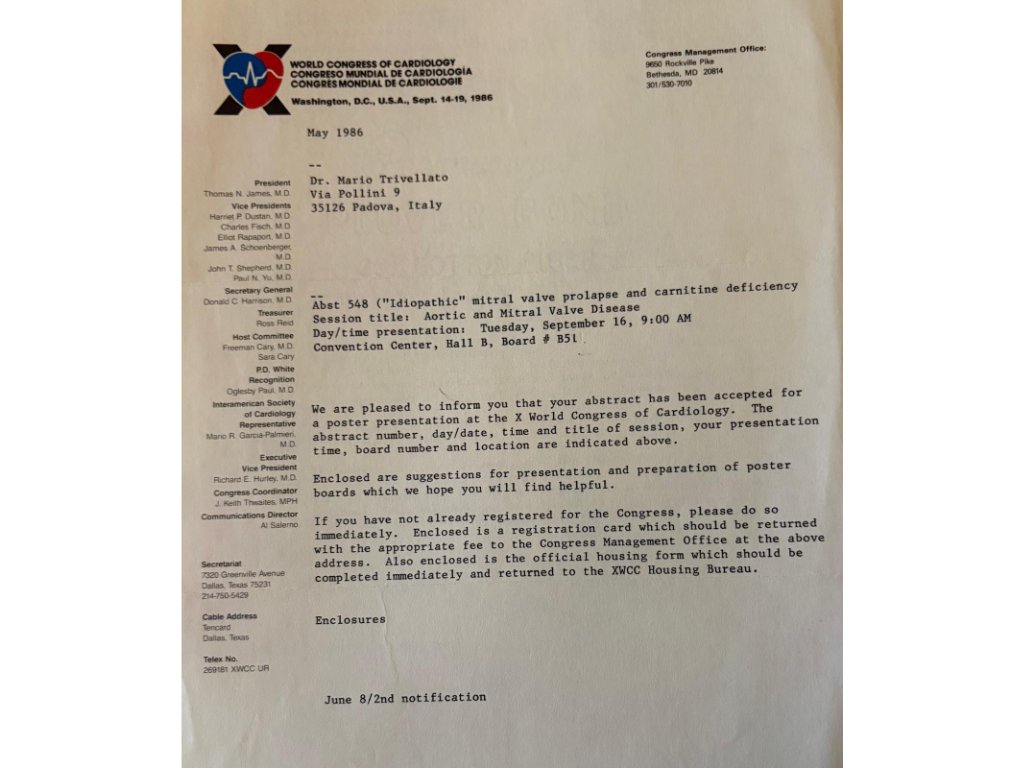 WORLD CONGRESS OF CARDIOLOGY
CONGRESO MUNDIAL DE CARDIOLOGÍA
CONGRES MONDIAL DE CARDIOLOGIE
Washington, D.C., U.S.A., Sept. 14-19, 1986
Congress Management Office:
9650 Rockville Pike
Bethesda, MD 20814
301/530-7010
May 1986
--
Dr. Mario Trivellato
Via Pollini 9
35126 Padova, Italy
--
Abst 548 ("Idiopathic" mitral valve prolapse and carnitine deficiency
Session title: Aortic and Mitral Valve Disease
Day/time presentation: Tuesday, September 16, 9:00 AM
Convention Center, Hall B, Board # B51
We are pleased to inform you that your abstract has been accepted for
a poster presentation at the X World Congress of Cardiology. The
abstract number, day/date, time and title of session, your presentation
time, board number and location are indicated above.
Enclosed are suggestions for presentation and preparation of poster
boards which we hope you will find helpful.
If you have not already registered for the Congress, please do so
immediately. Enclosed is a registration card which should be returned
with the appropriate fee to the Congress Management Office at the above
address. Also enclosed is the official housing form which should be
completed immediately and returned to the XWCC Housing Bureau.
Enclosures
June 8/2nd notification
President
Thomas N. James, M.D.
Vice Presidents
Harriet P. Dustan, M.D.
Charles Fisch, M.D.
Elliot Rapaport, M.D.
James A. Schoenberger,
M.D.
John T. Shepherd, M.D.
Paul N. Yu, M.D.
Secretary General
Donald C. Harrison, M.D.
Treasurer
Ross Reid
Host Committee
Freeman Cary, M.D.
Sara Cary
P.D. White
Recognition
Oglesby Paul, M.D.
Interamerican Society
of Cardiology
Representative
Mario R. Garcia-Palmieri,
M.D.
Executive
Vice President
Richard E. Hurley, M.D.
Congress Coordinator
J. Keith Thwaites, MPH
Communications Director
Al Salerno
Secretariat
7320 Greenville Avenue
Dallas, Texas 75231
214-750-5429
Cable Address
Tencard
Dallas, Texas
Telex No.
269181 XWCC UR